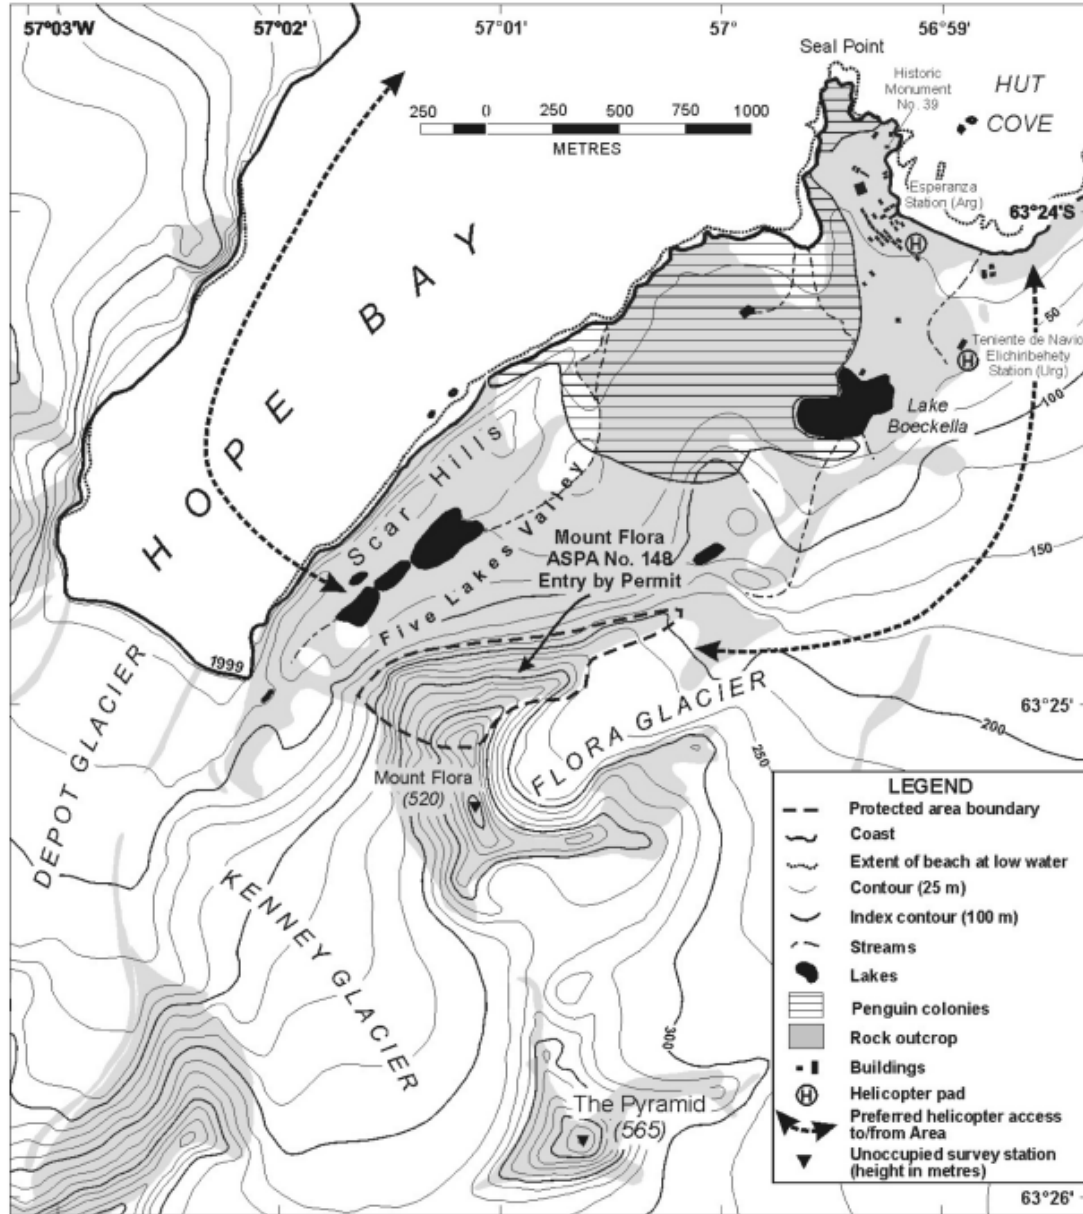 57°03'W
57°02'
57°01'
57°
56°59'
Seal Point
Historic
Monument
No. 39
HUT
COVE
250 0 250 500 750 1000
METRES
Esperanza
Station (Arg)
63°24'S
H
HOPE BAY
50
Teniente de Navio
Elichiribehety
Station (Urg)
H
100
Lake
Boeckella
Scar Hills
Five Lakes Valley
Mount Flora
ASPA No. 148
Entry by Permit
150
1999
DEPOT GLACIER
FLORA GLACIER
63°25'
200
250
Mount Flora
(520)
KENNEY GLACIER
300
The Pyramid
(565)
LEGEND
Protected area boundary
Coast
Extent of beach at low water
Contour (25 m)
Index contour (100 m)
Streams
Lakes
Penguin colonies
Rock outcrop
Buildings
H Helicopter pad
Preferred helicopter access
to/from Area
Unoccupied survey station
(height in metres)
63°26'